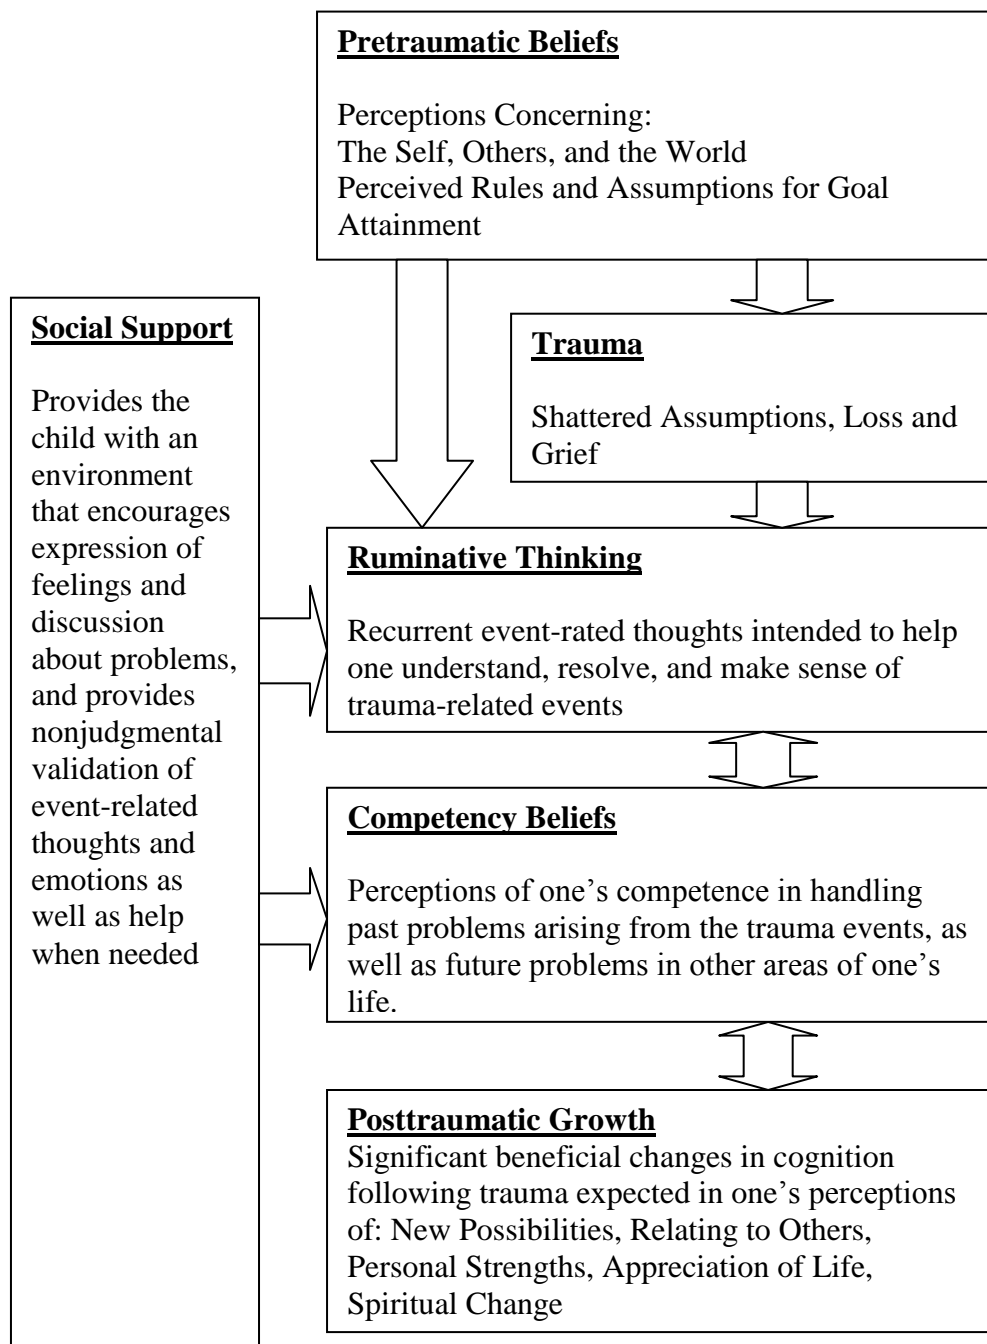 Pretraumatic Beliefs
Perceptions Concerning:
The Self, Others, and the World
Perceived Rules and Assumptions for Goal
Attainment
Social Support
Provides the
child with an
environment
that encourages
expression of
feelings and
discussion
about problems,
and provides
nonjudgmental
validation of
event-related
thoughts and
emotions as
well as help
when needed
Trauma
Shattered Assumptions, Loss and
Grief
Ruminative Thinking
Recurrent event-rated thoughts intended to help
one understand, resolve, and make sense of
trauma-related events
Competency Beliefs
Perceptions of one’s competence in handling
past problems arising from the trauma events, as
well as future problems in other areas of one’s
life.
Posttraumatic Growth
Significant beneficial changes in cognition
following trauma expected in one’s perceptions
of: New Possibilities, Relating to Others,
Personal Strengths, Appreciation of Life,
Spiritual Change